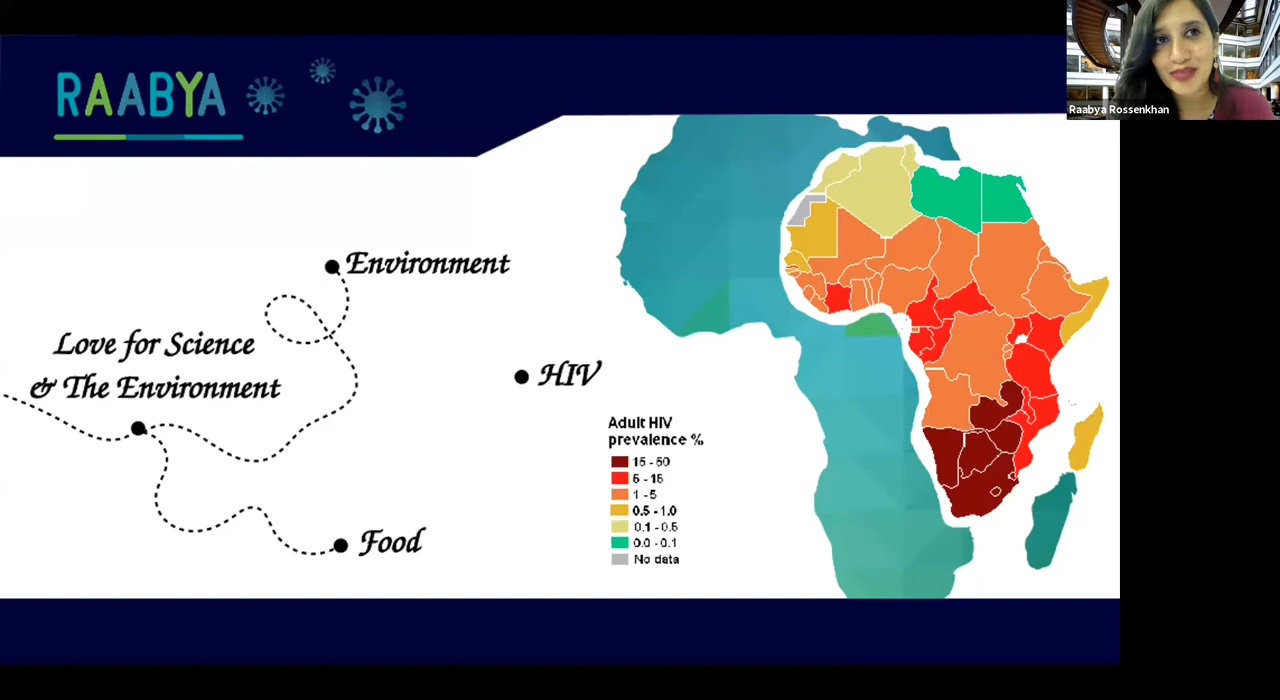 RAABYA
Raabya Rossenkhan
Environment
Love for Science
& The Environment
HIV
Food
Adult HIV
prevalence %
15 - 50
5 - 15
1 - 5
0.5 - 1.0
0.1 - 0.5
0.0 - 0.1
No data